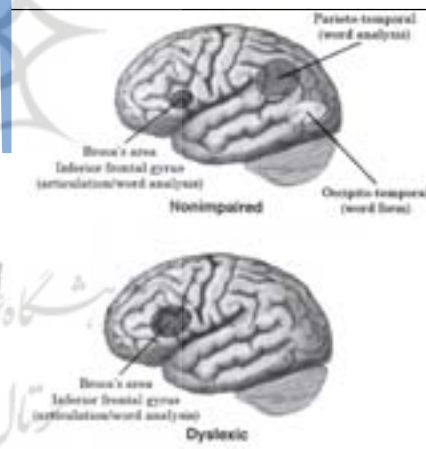 Parieto-temporal
(word analysis)
Broca's area
Inferior frontal gyrus
(articulation/word analysis)
Occipito-temporal
(word form)
Nonimpaired
Broca's area
Inferior frontal gyrus
(articulation/word analysis)
Dyslexic